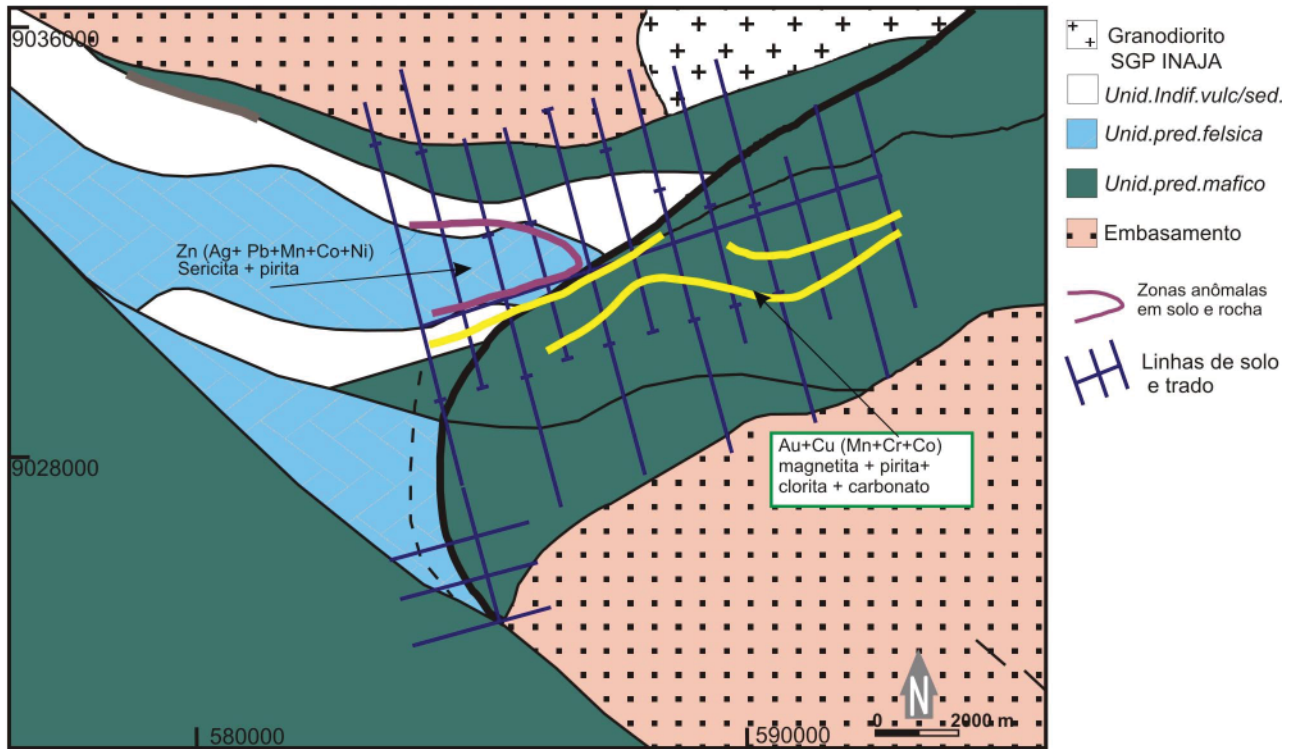 9036000
Zn (Ag+ Pb+Mn+Co+Ni)
Sericita + pirita
9028000
Au+Cu (Mn+Cr+Co)
magnetita + pirita+
clorita + carbonato
580000
590000
N
0 2000 m
Granodiorito
SGP INAJA
Unid.Indif.vulc/sed.
Unid.pred.felsica
Unid.pred.mafico
Embasamento
Zonas anômalas
em solo e rocha
Linhas de solo
e trado